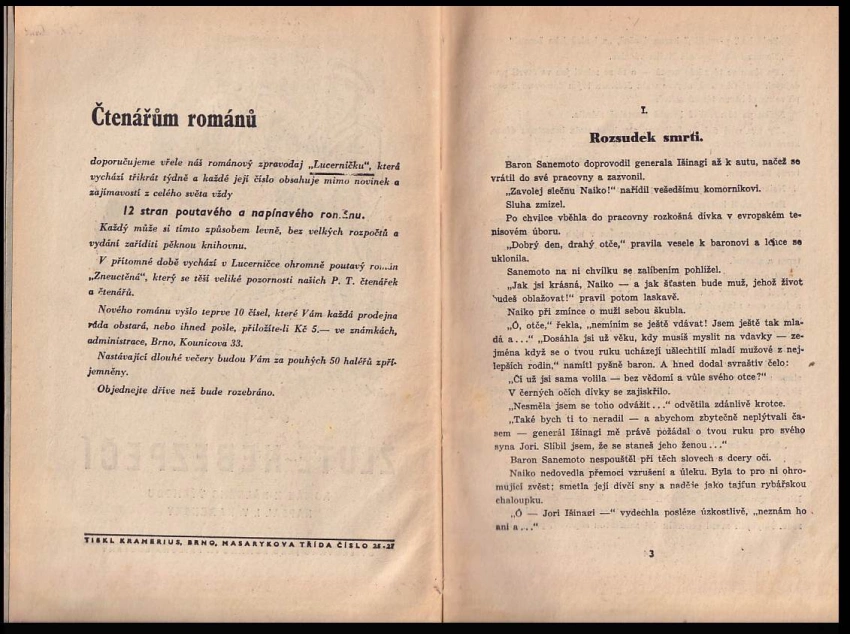 Čtenářům románů
doporučujeme vřele náš románový zpravodaj „Lucerničku“, která
vychází třikrát týdně a každé její číslo obsahuje mimo novinek a
zajímavostí z celého světa vždy
12 stran poutavého a napínavého románu.
Každý může si tímto způsobem levně, bez velkých rozpočtů a
vydání zaříditi pěknou knihovnu.
V přítomné době vychází v Lucerničce ohromně poutavý román
„Zneuctěná“, který se těší veliké pozornosti našich P. T. čtenářek
a čtenářů.
Nového románu vyšlo teprve 10 čísel, které Vám každá prodejna
ráda obstará, nebo ihned pošle, přiložíte-li Kč 5.— ve známkách,
administrace, Brno, Kounicova 33.
Nastávající dlouhé večery budou Vám za pouhých 50 haléřů zpří-
jemněny.
Objednejte dříve než bude rozebráno.
TISKL KRAMERIUS, BRNO, MASARYKOVA TŘÍDA ČÍSLO 25-27
I.
Rozsudek smrti.
Baron Sanemoto doprovodil generala Išinagi až k autu, načež se
vrátil do své pracovny a zazvonil.
„Zavolej slečnu Naiko!“ nařídil vešedšímu komorníkovi.
Sluha zmizel.
Po chvilce vběhla do pracovny rozkošná dívka v evropském te-
nisovém úboru.
„Dobrý den, drahý otče,“ pravila vesele k baronovi a lehce se
uklonila.
Sanemoto na ni chvilku se zalíbením pohlížel.
„Jak jsi krásná, Naiko — a jak šťasten bude muž, jehož život
budeš oblažovat!“ pravil potom laskavě.
Naiko při zmínce o muži sebou škubla.
„Ó, otče,“ řekla, „nemíním se ještě vdávat! Jsem ještě tak mla-
dá a...“ „Dosáhla jsi už věku, kdy musíš myslit na vdavky — ze-
jména když se o tvou ruku ucházejí ušlechtilí mladí mužové z nej-
lepších rodin,“ namítl pyšně baron. A hned dodal svraštiv čelo:
„Či už jsi sama volila — bez vědomí a vůle svého otce?“
V černých očích dívky se zajiskřilo.
„Nesměla jsem se toho odvážit...“ odvětila zdánlivě krotce.
„Také bych ti to neradil — a abychom zbytečně neplýtvali ča-
sem — generál Išinagi mě právě požádal o tvou ruku pro svého
syna Jori. Slíbil jsem, že se staneš jeho ženou...“
Baron Sanemoto nespouštěl při těch slovech s dcery oči.
Naiko nedovedla přemoci vzrušení a úleku. Byla to pro ni ohro-
mující zvěst; smetla její dívčí sny a naděje jako tajfun rybářskou
chaloupku.
„Ó — Jori Išinagi —“ vydechla posléze úzkostlivě, „neznám ho
ani a...“
3